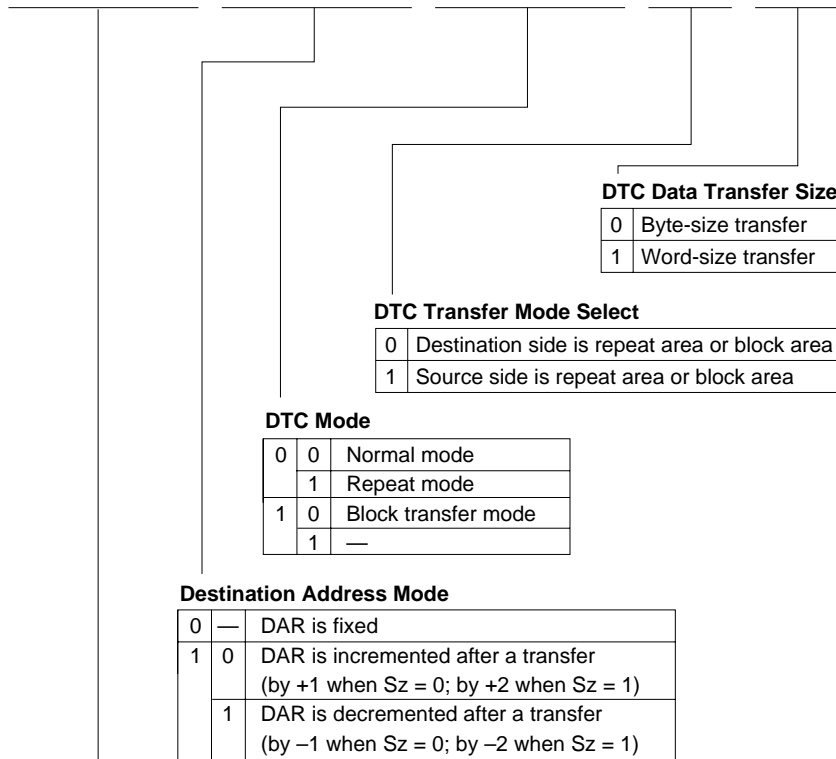 DTC Data Transfer Size
0 Byte-size transfer
1 Word-size transfer
DTC Transfer Mode Select
0 Destination side is repeat area or block area
1 Source side is repeat area or block area
DTC Mode
0 0 Normal mode
1 Repeat mode
1 0 Block transfer mode
1 —
Destination Address Mode
0 — DAR is fixed
1 0 DAR is incremented after a transfer
(by +1 when Sz = 0; by +2 when Sz = 1)
1 DAR is decremented after a transfer
(by –1 when Sz = 0; by –2 when Sz = 1)